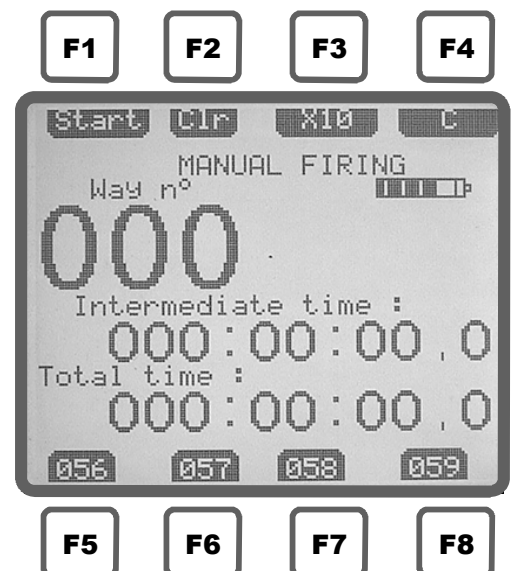 F1 F2 F3 F4
Start Clr X10 C
MANUAL FIRING
Way n°
000
Intermediate time :
000:00:00,0
Total time :
000:00:00,0
056 057 058 059
F5 F6 F7 F8